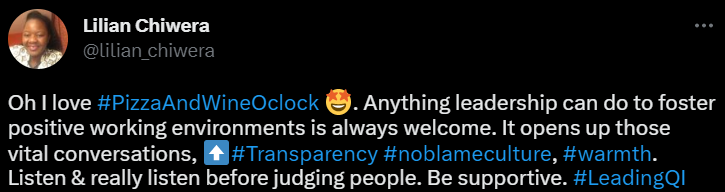 Lilian Chiwera
@lilian_chiwera
Oh I love #PizzaAndWineOclock 🤩. Anything leadership can do to foster
positive working environments is always welcome. It opens up those
vital conversations, ⬆️#Transparency #noblameculture, #warmth.
Listen & really listen before judging people. Be supportive. #LeadingQI